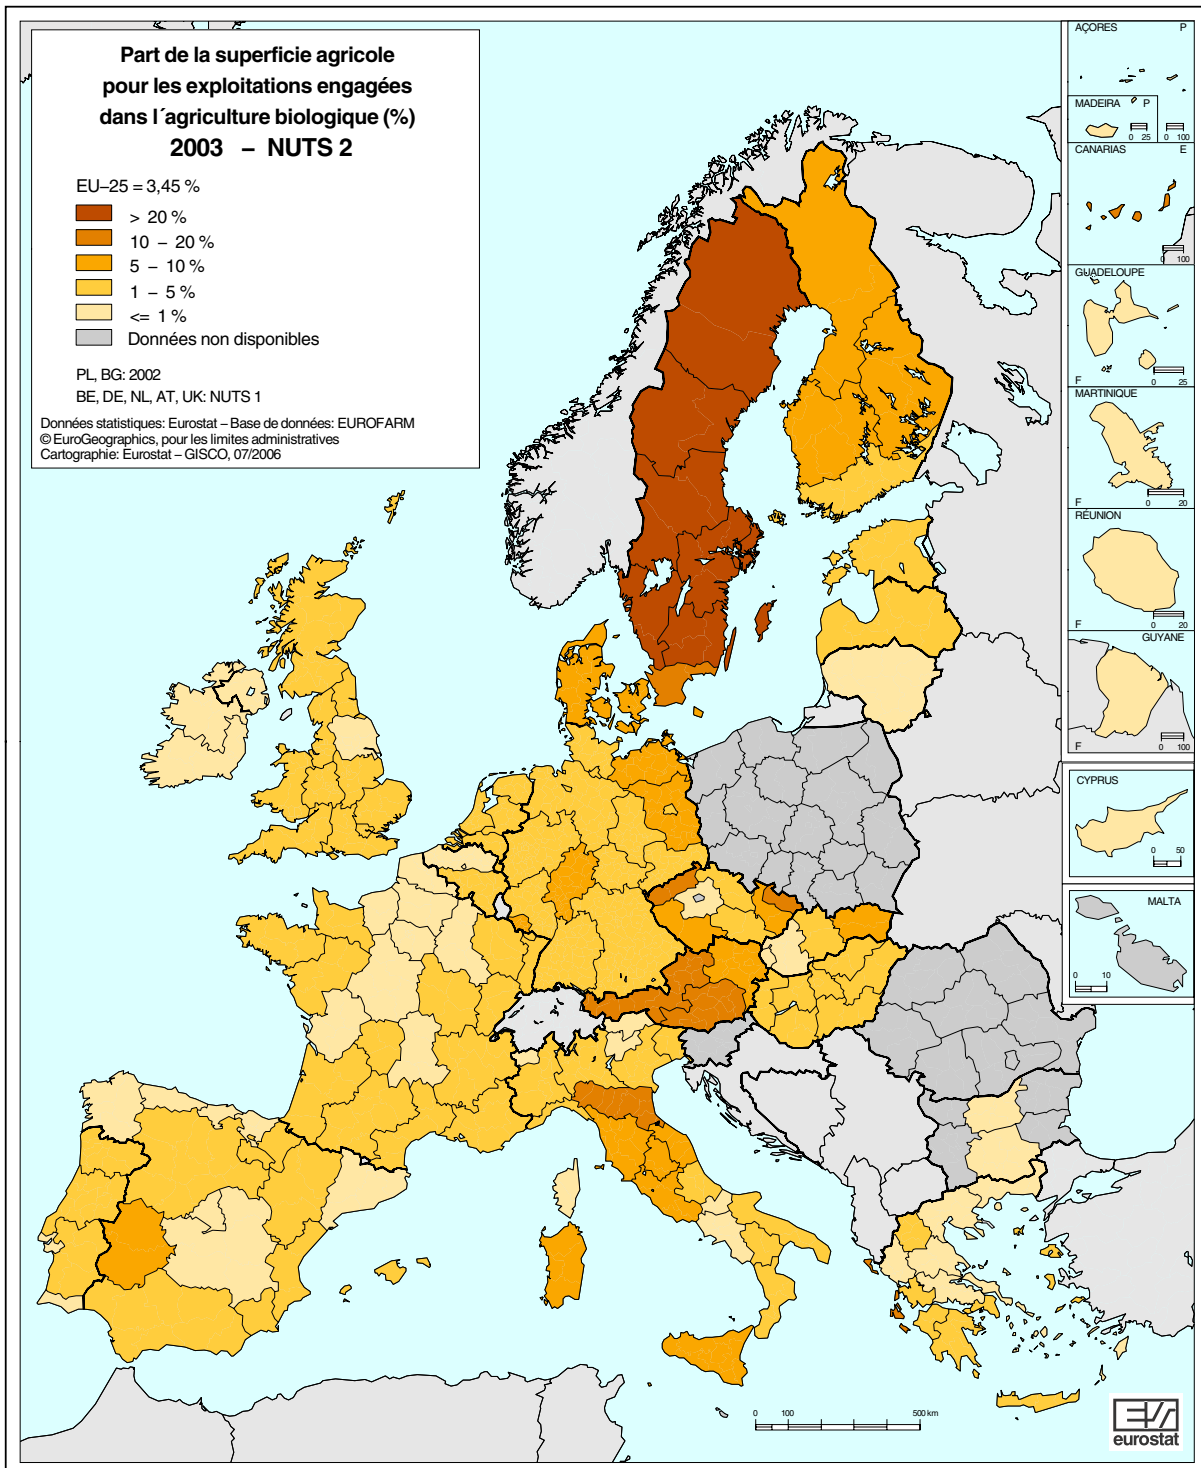 Part de la superficie agricole
pour les exploitations engagées
dans l´agriculture biologique (%)
2003 – NUTS 2
EU–25 = 3,45 %
> 20 %
10 – 20 %
5 – 10 %
1 – 5 %
<= 1 %
Données non disponibles
PL, BG: 2002
BE, DE, NL, AT, UK: NUTS 1
Données statistiques: Eurostat – Base de données: EUROFARM
© EuroGeographics, pour les limites administratives
Cartographie: Eurostat – GISCO, 07/2006
AÇORES P
MADEIRA P
0 25
0 100
CANARIAS E
0 100
GUADELOUPE
F
0 25
MARTINIQUE
F
0 20
RÉUNION
F
0 20
GUYANE
F
0 100
CYPRUS
0 50
MALTA
0 10
0 100 500 km
eurostat